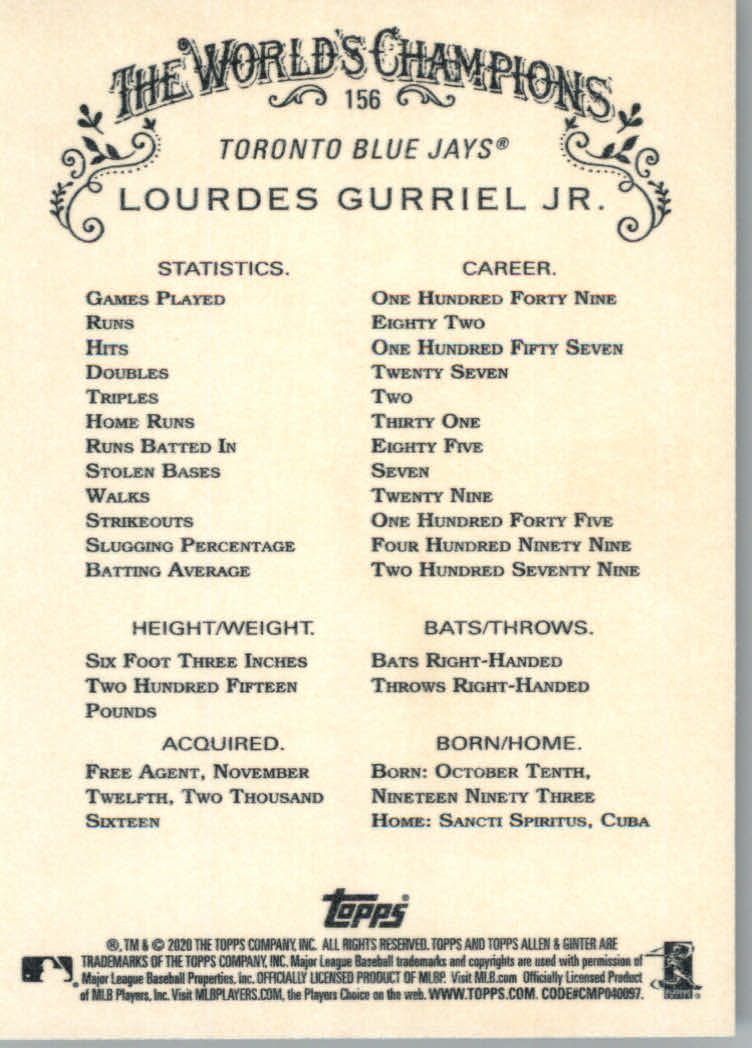 THE WORLD'S CHAMPIONS
156
TORONTO BLUE JAYS®
LOURDES GURRIEL JR.
STATISTICS. CAREER.
GAMES PLAYED ONE HUNDRED FORTY NINE
RUNS EIGHTY TWO
HITS ONE HUNDRED FIFTY SEVEN
DOUBLES TWENTY SEVEN
TRIPLES TWO
HOME RUNS THIRTY ONE
RUNS BATTED IN EIGHTY FIVE
STOLEN BASES SEVEN
WALKS TWENTY NINE
STRIKEOUTS ONE HUNDRED FORTY FIVE
SLUGGING PERCENTAGE FOUR HUNDRED NINETY NINE
BATTING AVERAGE TWO HUNDRED SEVENTY NINE
HEIGHT/WEIGHT. BATS/THROWS.
SIX FOOT THREE INCHES BATS RIGHT-HANDED
TWO HUNDRED FIFTEEN THROWS RIGHT-HANDED
POUNDS
ACQUIRED. BORN/HOME.
FREE AGENT, NOVEMBER BORN: OCTOBER TENTH,
TWELFTH, TWO THOUSAND NINETEEN NINETY THREE
SIXTEEN HOME: SANCTI SPIRITUS, CUBA
Topps®
®, TM & © 2020 THE TOPPS COMPANY, INC. ALL RIGHTS RESERVED. TOPPS AND TOPPS ALLEN & GINTER ARE
TRADEMARKS OF THE TOPPS COMPANY, INC. Major League Baseball trademarks and copyrights are used with permission of
Major League Baseball Properties, Inc. OFFICIALLY LICENSED PRODUCT OF MLBP. Visit MLB.com Officially Licensed Product
of MLB Players, Inc. Visit MLBPLAYERS.COM, the Players Choice on the web. WWW.TOPPS.COM. CODE#CMP040097.